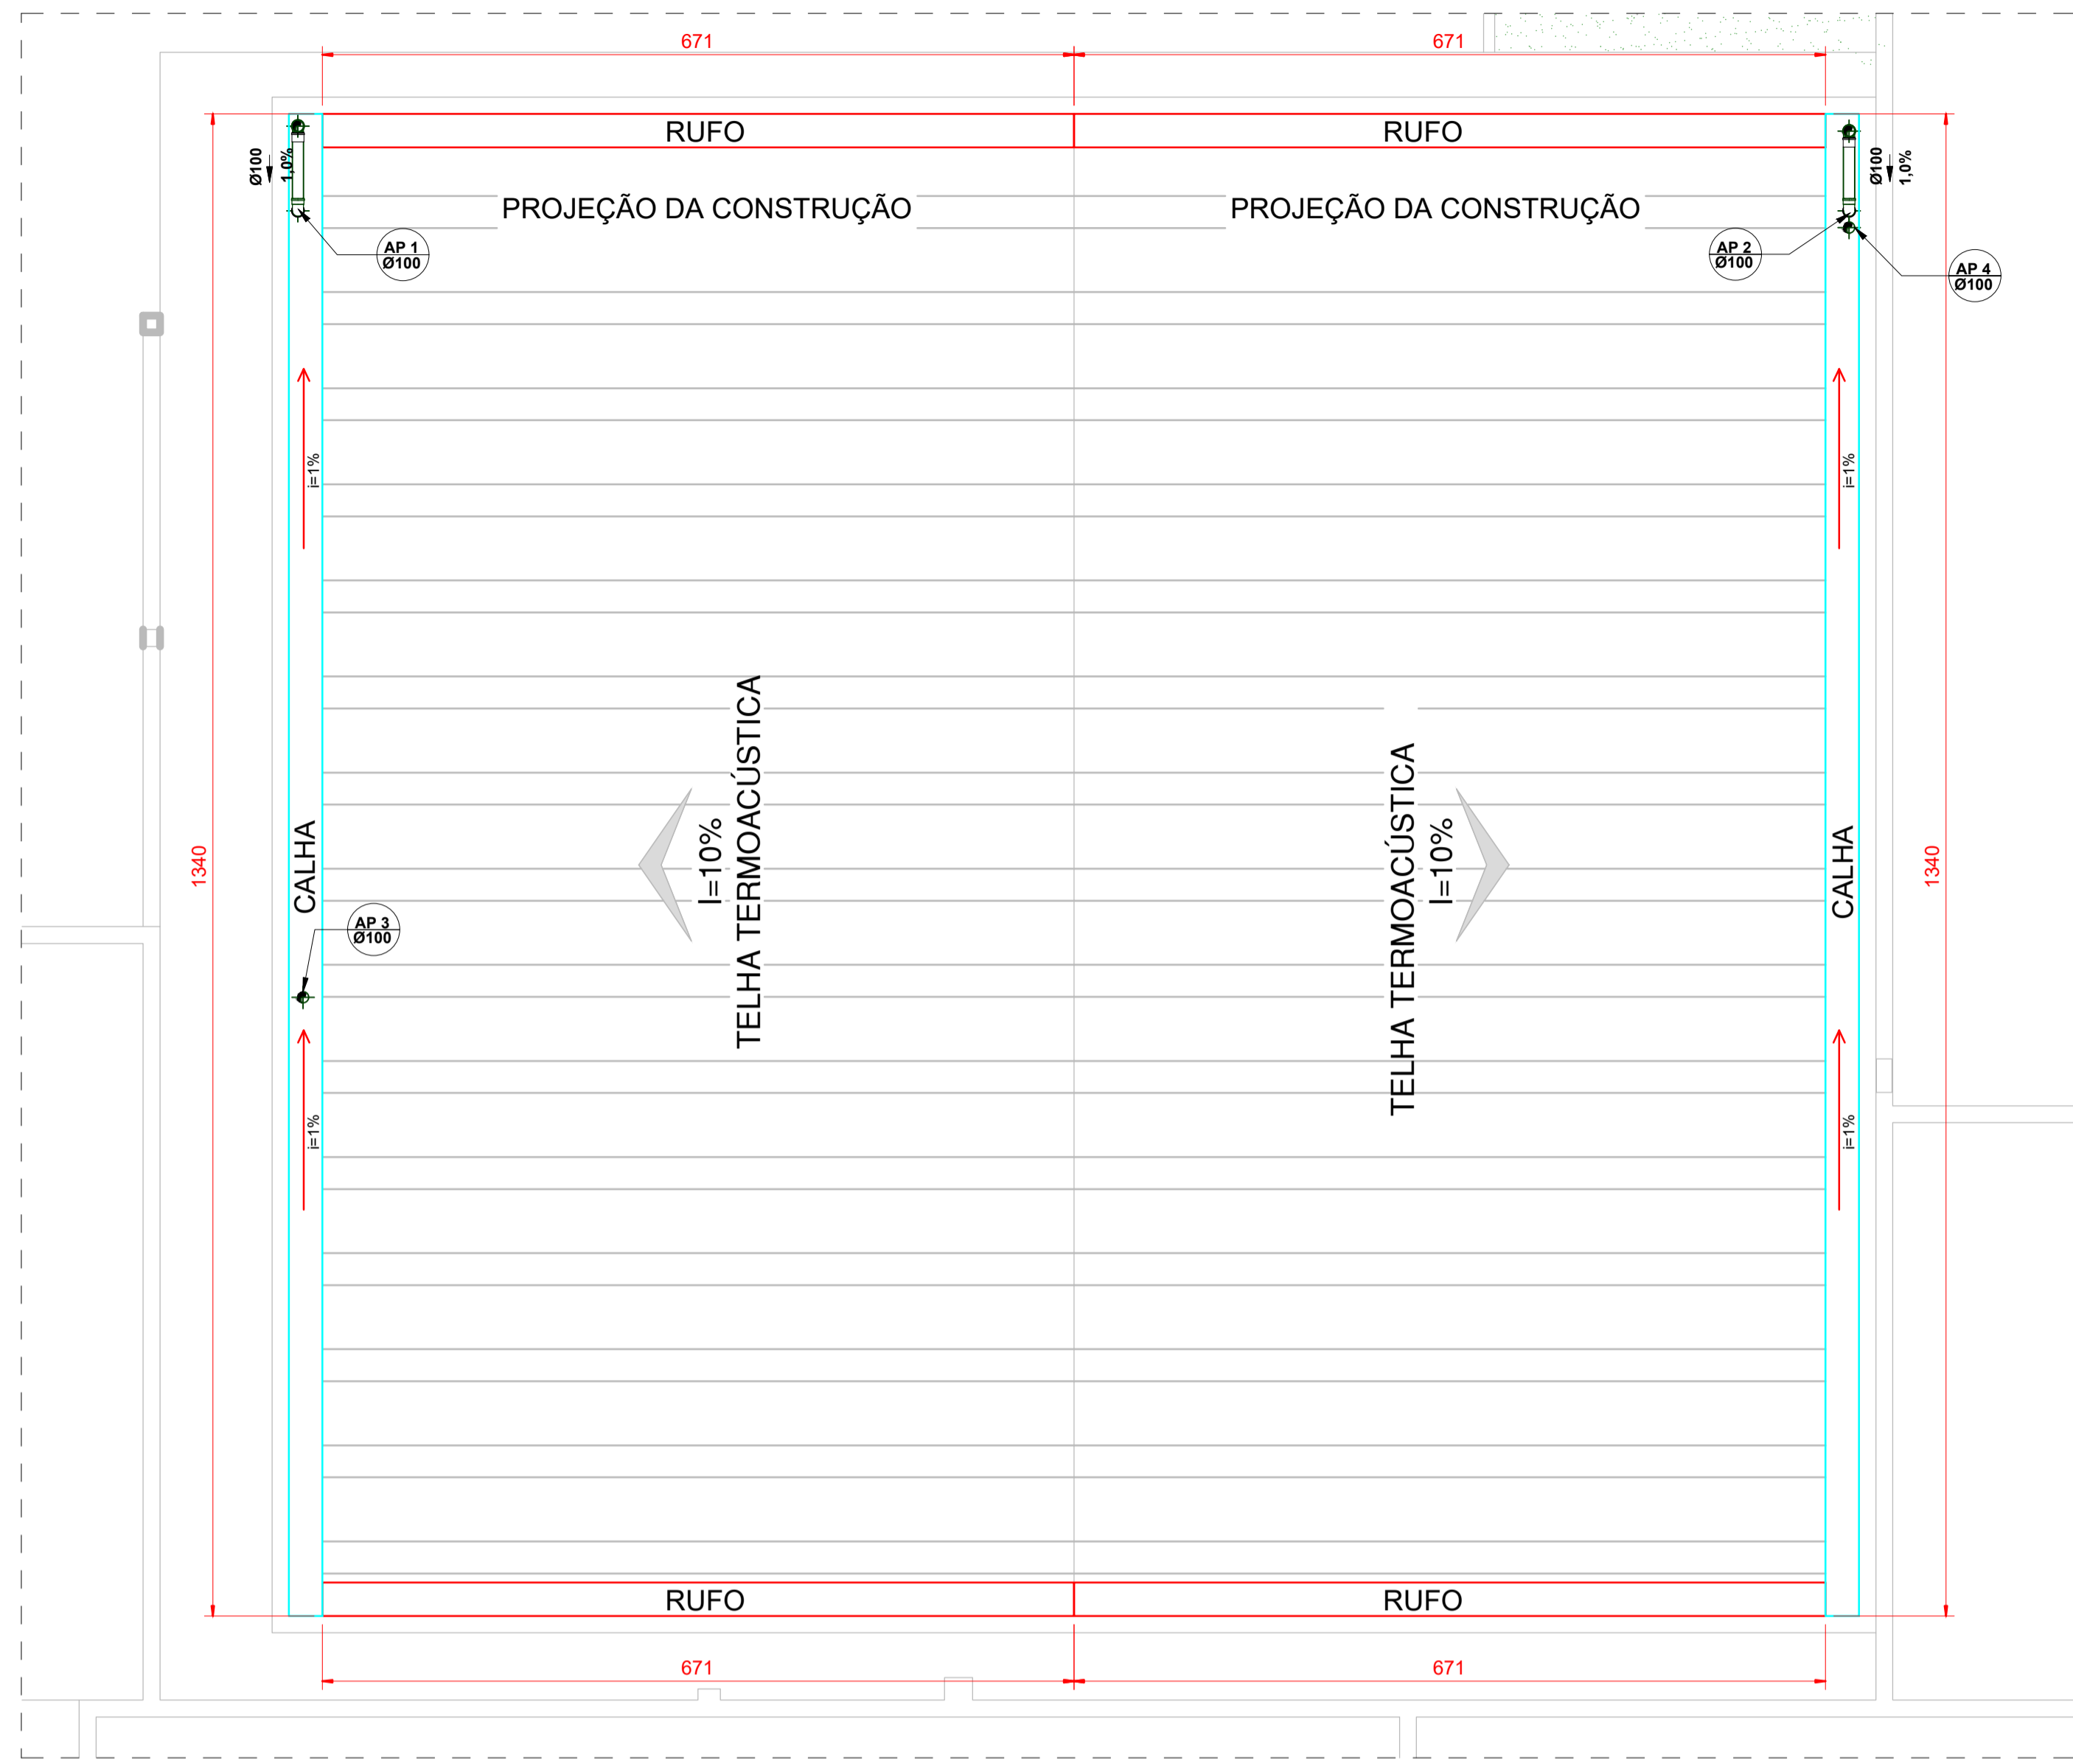 671
671
RUFO
RUFO
Ø100
1,0%
Ø100
1,0%
PROJEÇÃO DA CONSTRUÇÃO
PROJEÇÃO DA CONSTRUÇÃO
AP 1
Ø100
AP 2
Ø100
AP 4
Ø100
i=1%
i=1%
1340
CALHA
I=10%
TELHA TERMOACÚSTICA
TELHA TERMOACÚSTICA
I=10%
CALHA
1340
AP 3
Ø100
i=1%
i=1%
RUFO
RUFO
671
671